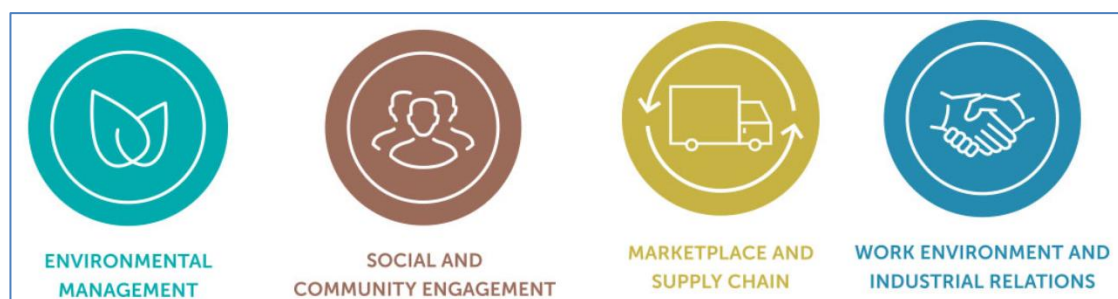 ENVIRONMENTAL
MANAGEMENT
SOCIAL AND
COMMUNITY ENGAGEMENT
MARKETPLACE AND
SUPPLY CHAIN
WORK ENVIRONMENT AND
INDUSTRIAL RELATIONS